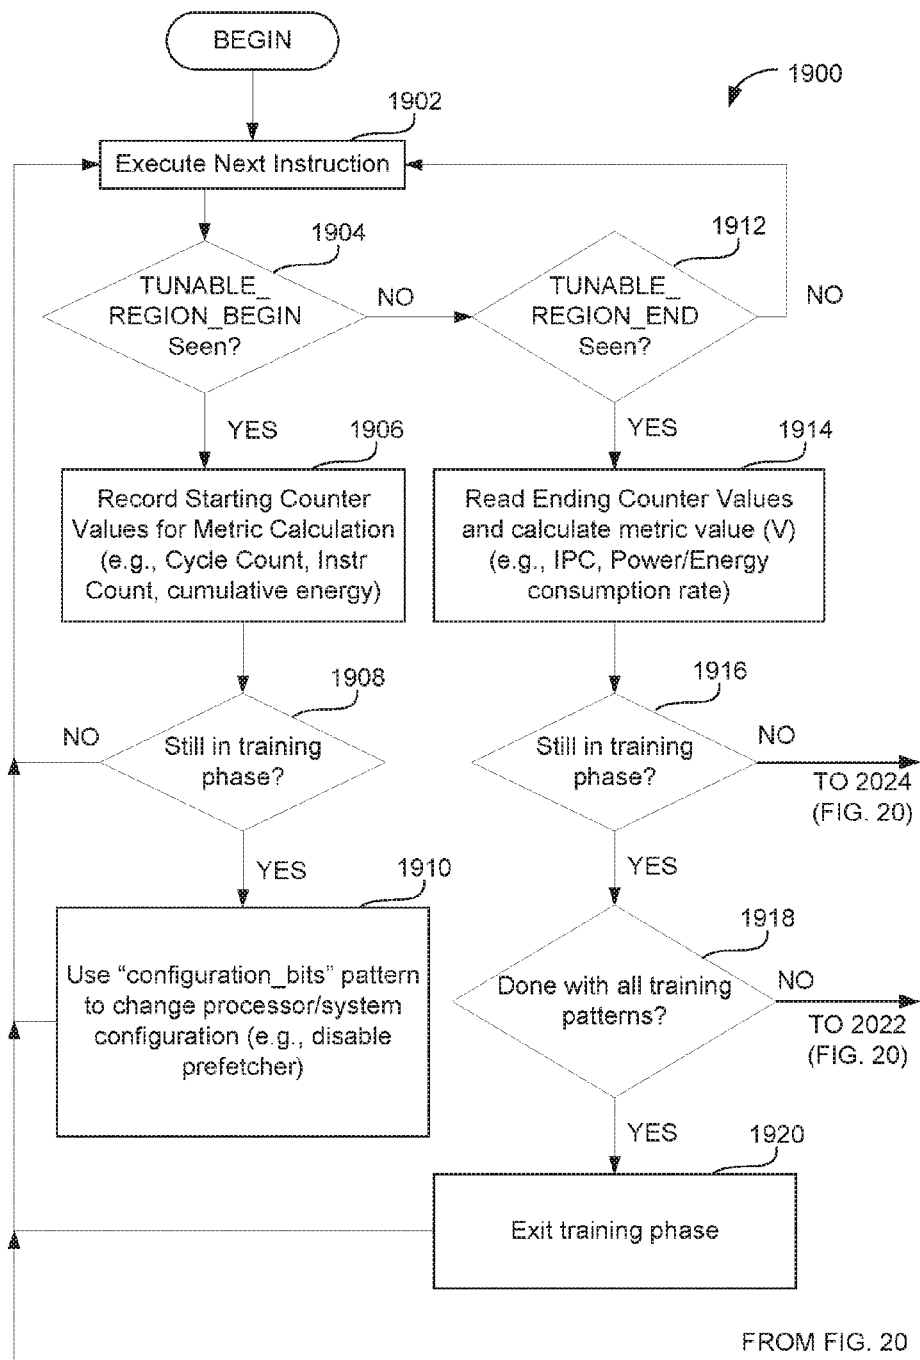 BEGIN
1900
1902
Execute Next Instruction
1904
TUNABLE_
REGION_BEGIN
Seen?
NO
1912
TUNABLE_
REGION_END
Seen?
NO
YES
YES
1906
Record Starting Counter
Values for Metric Calculation
(e.g., Cycle Count, Instr
Count, cumulative energy)
1914
Read Ending Counter Values
and calculate metric value (V)
(e.g., IPC, Power/Energy
consumption rate)
1908
Still in training
phase?
NO
1916
Still in training
phase?
NO
TO 2024
(FIG. 20)
YES
YES
1910
Use “configuration_bits” pattern
to change processor/system
configuration (e.g., disable
prefetcher)
1918
Done with all training
patterns?
NO
TO 2022
(FIG. 20)
YES
1920
Exit training phase
FROM FIG. 20